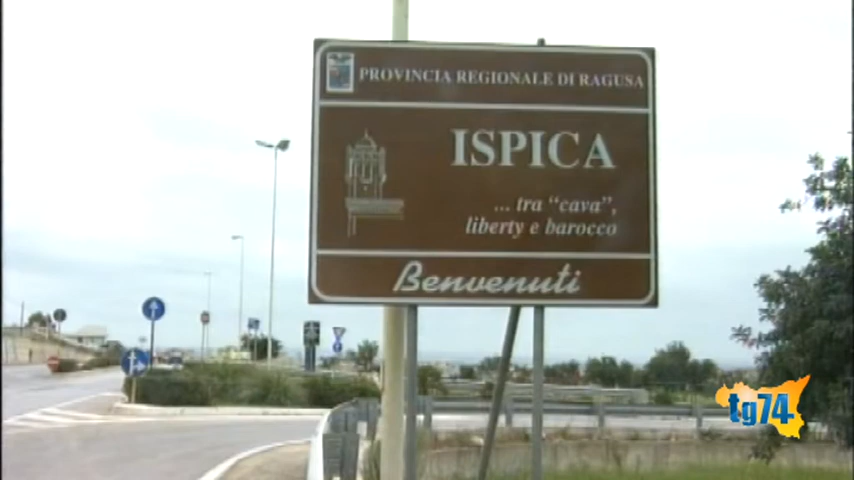 PROVINCIA REGIONALE DI RAGUSA
ISPICA
... tra "cava",
liberty e barocco
Benvenuti
tg74